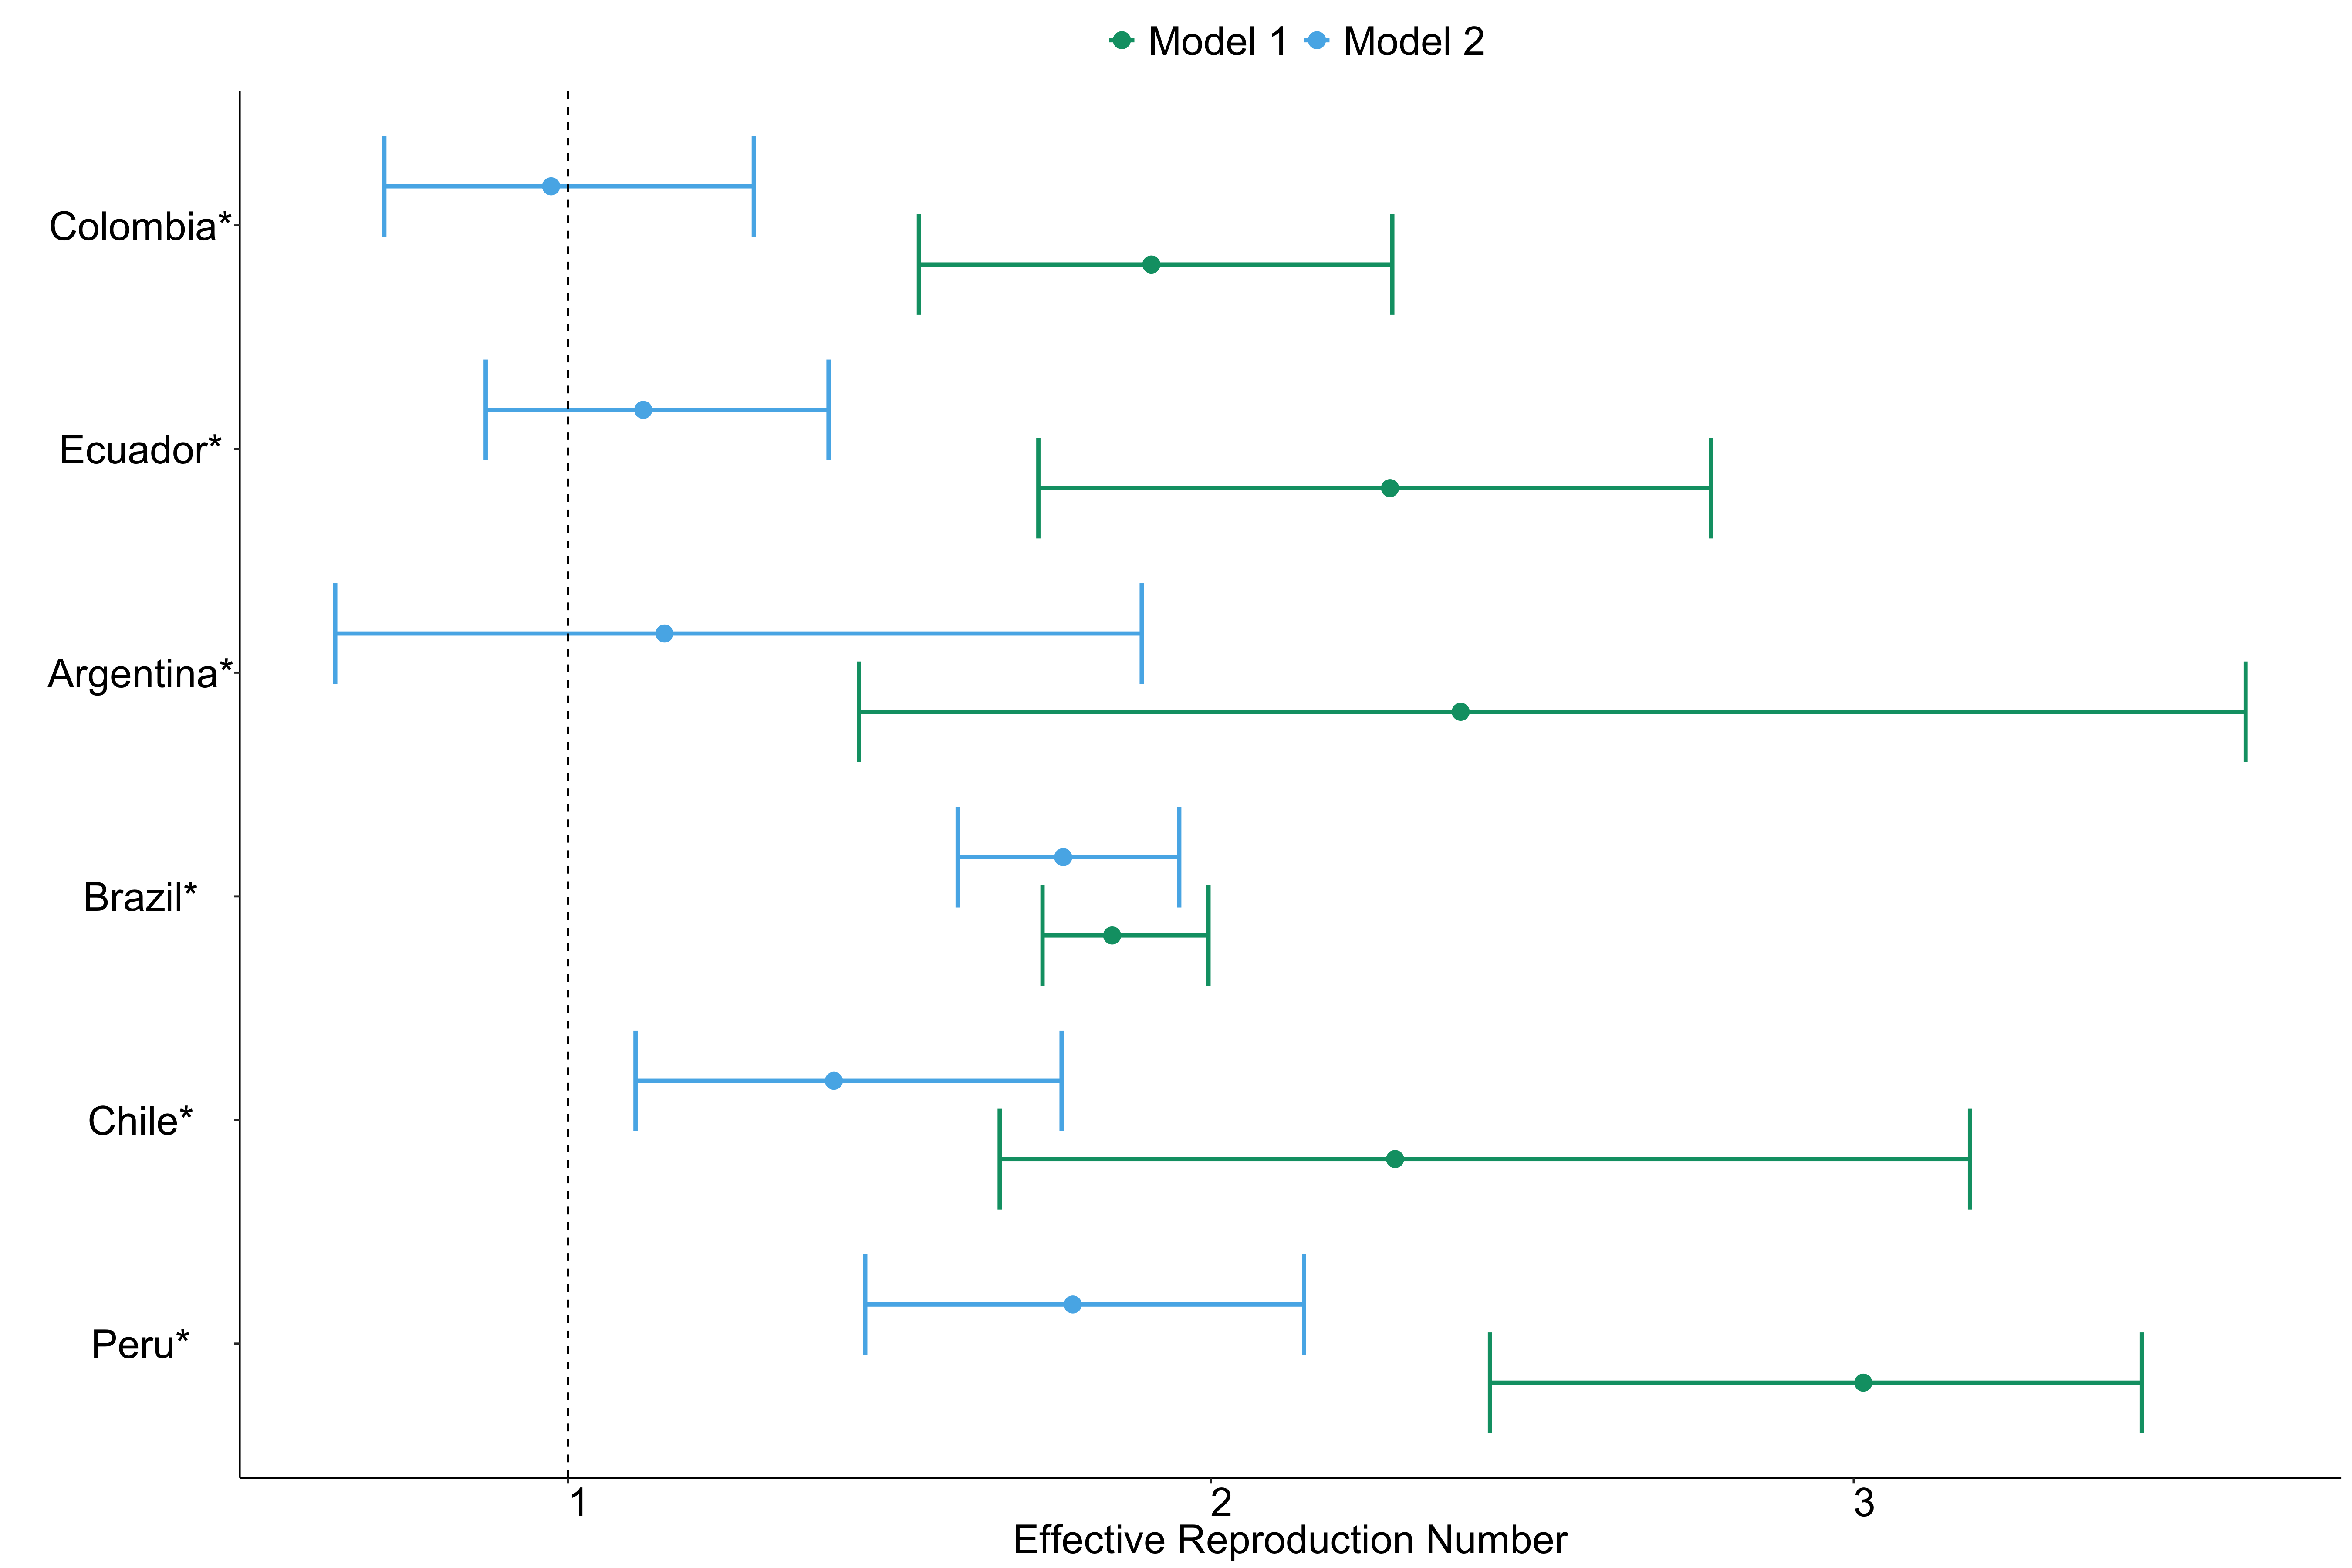 Model 1 Model 2
Colombia*
Ecuador*
Argentina*
Brazil*
Chile*
Peru*
1 2 3
Effective Reproduction Number